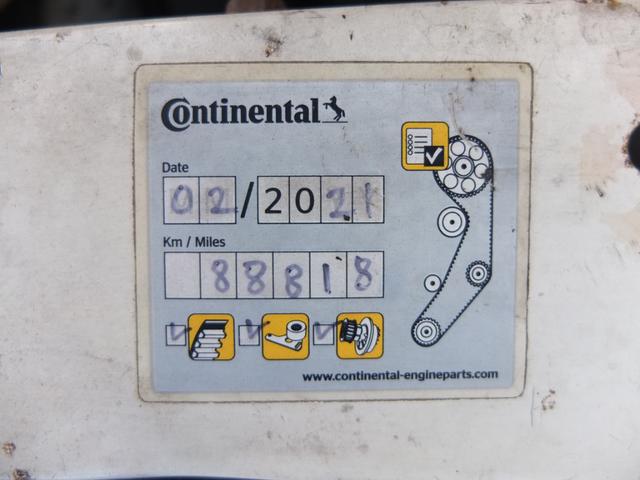 Continental
Date
02/2021
Km / Miles
88818
www.continental-engineparts.com